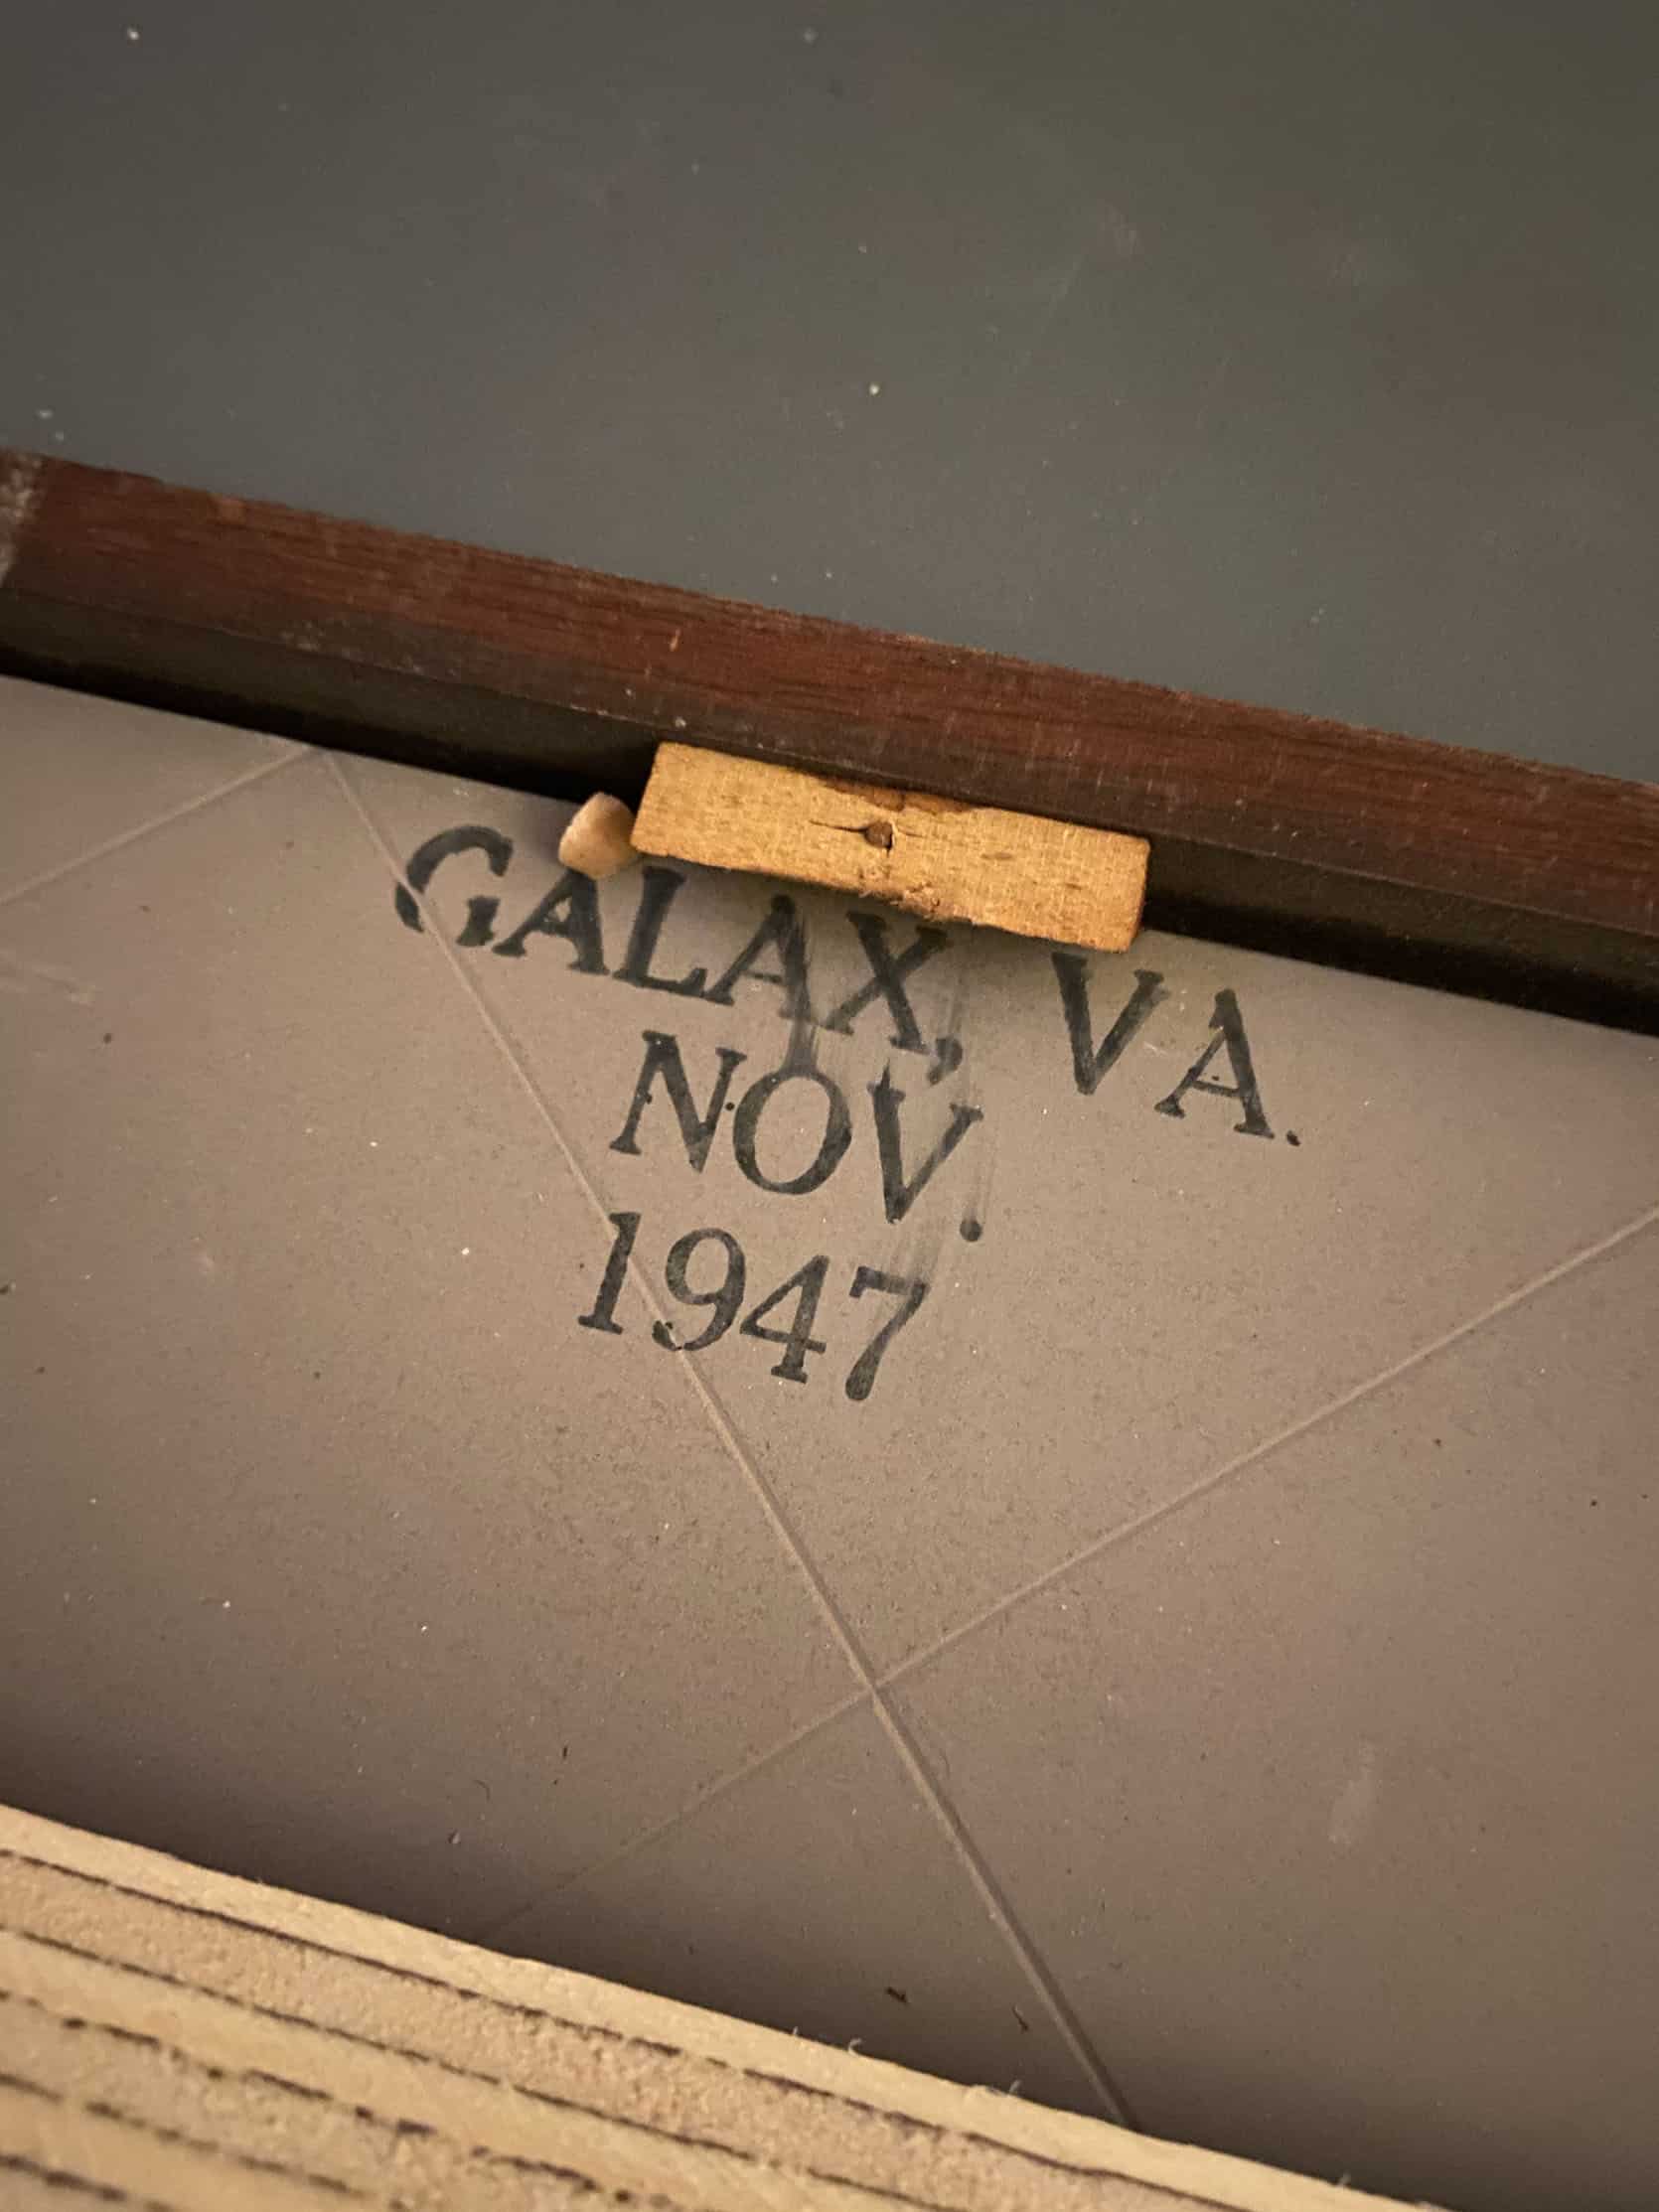 GALAX, VA.
NOV.
1947